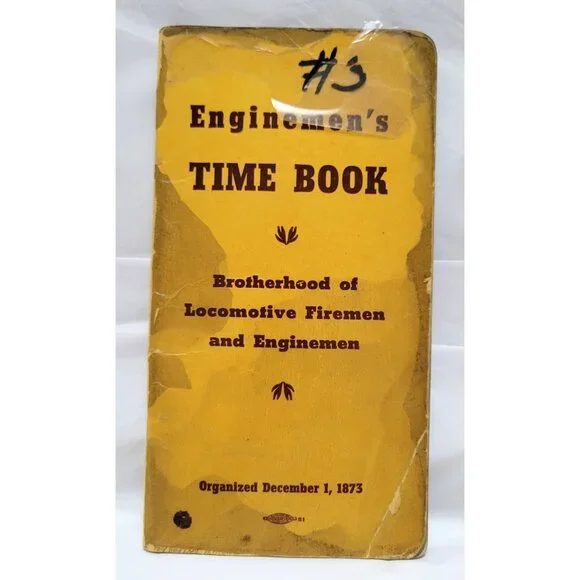 #3
Enginemen's
TIME BOOK
Brotherhood of
Locomotive Firemen
and Enginemen
Organized December 1, 1873